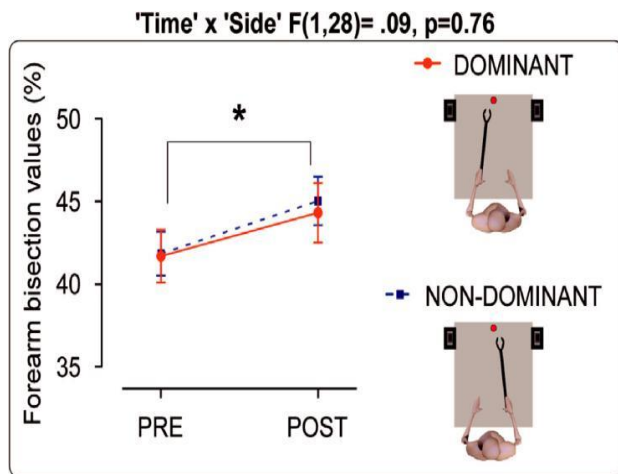 'Time' x 'Side' F(1,28)= .09, p=0.76
Forearm bisection values (%)
50
45
40
35
*
PRE
POST
DOMINANT
NON-DOMINANT